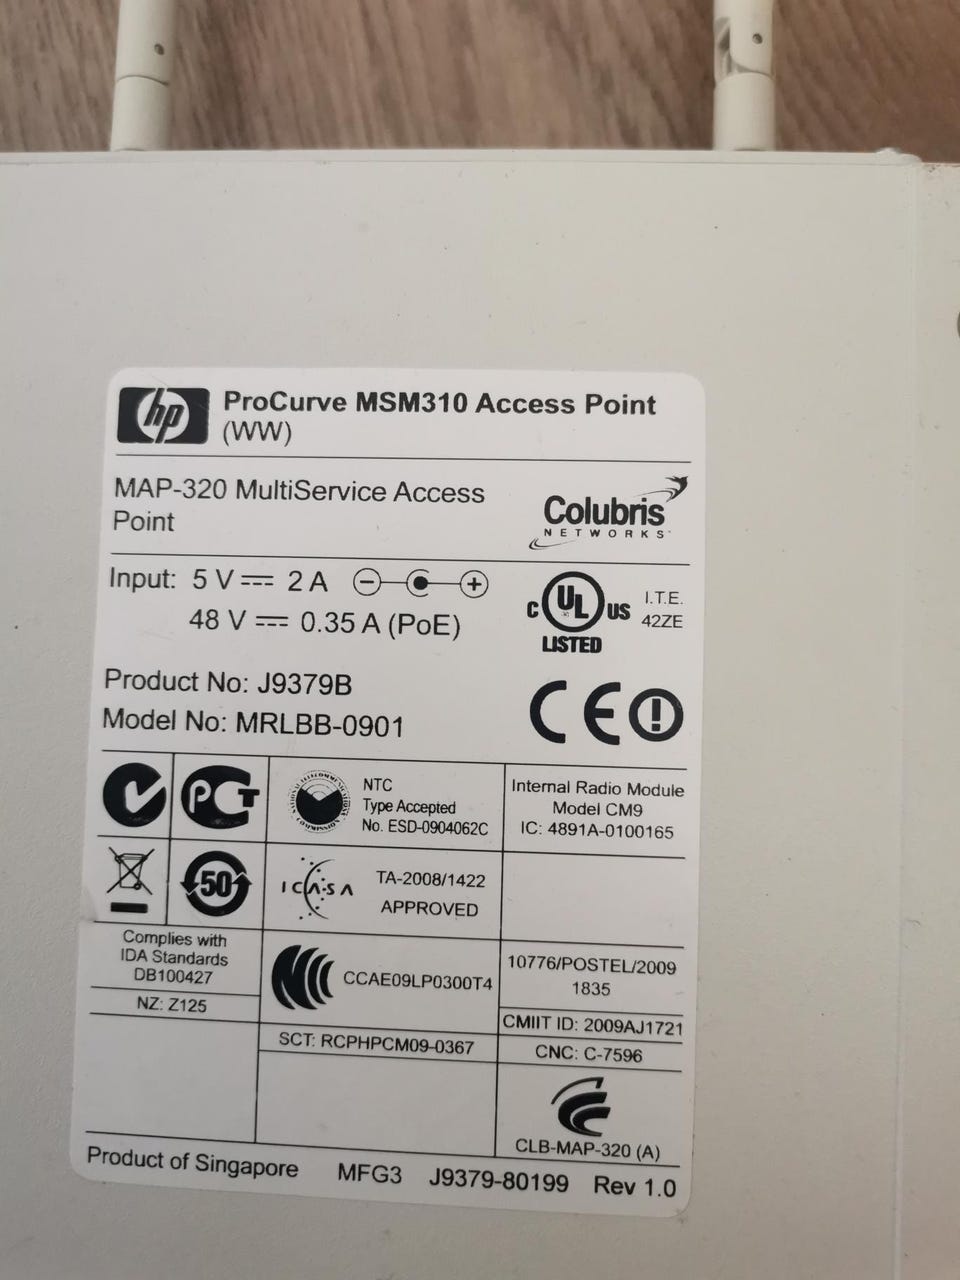 hp
ProCurve MSM310 Access Point
(WW)
MAP-320 MultiService Access
Point
Colubris
NETWORKS
Input: 5 V 2 A - +
48 V 0.35 A (PoE)
C UL US
LISTED
I.T.E.
42ZE
Product No: J9379B
Model No: MRLBB-0901
CE !
PCT
NATIONAL TELECOMMUNICATIONS COMMISSION
NTC
Type Accepted
No. ESD-0904062C
Internal Radio Module
Model CM9
IC: 4891A-0100165
50
ICASA
TA-2008/1422
APPROVED
Complies with
IDA Standards
DB100427
NZ: Z125
CCAE09LP0300T4
SCT: RCPHPCM09-0367
10776/POSTEL/2009
1835
CMIIT ID: 2009AJ1721
CNC: C-7596
CLB-MAP-320 (A)
Product of Singapore MFG3 J9379-80199 Rev 1.0